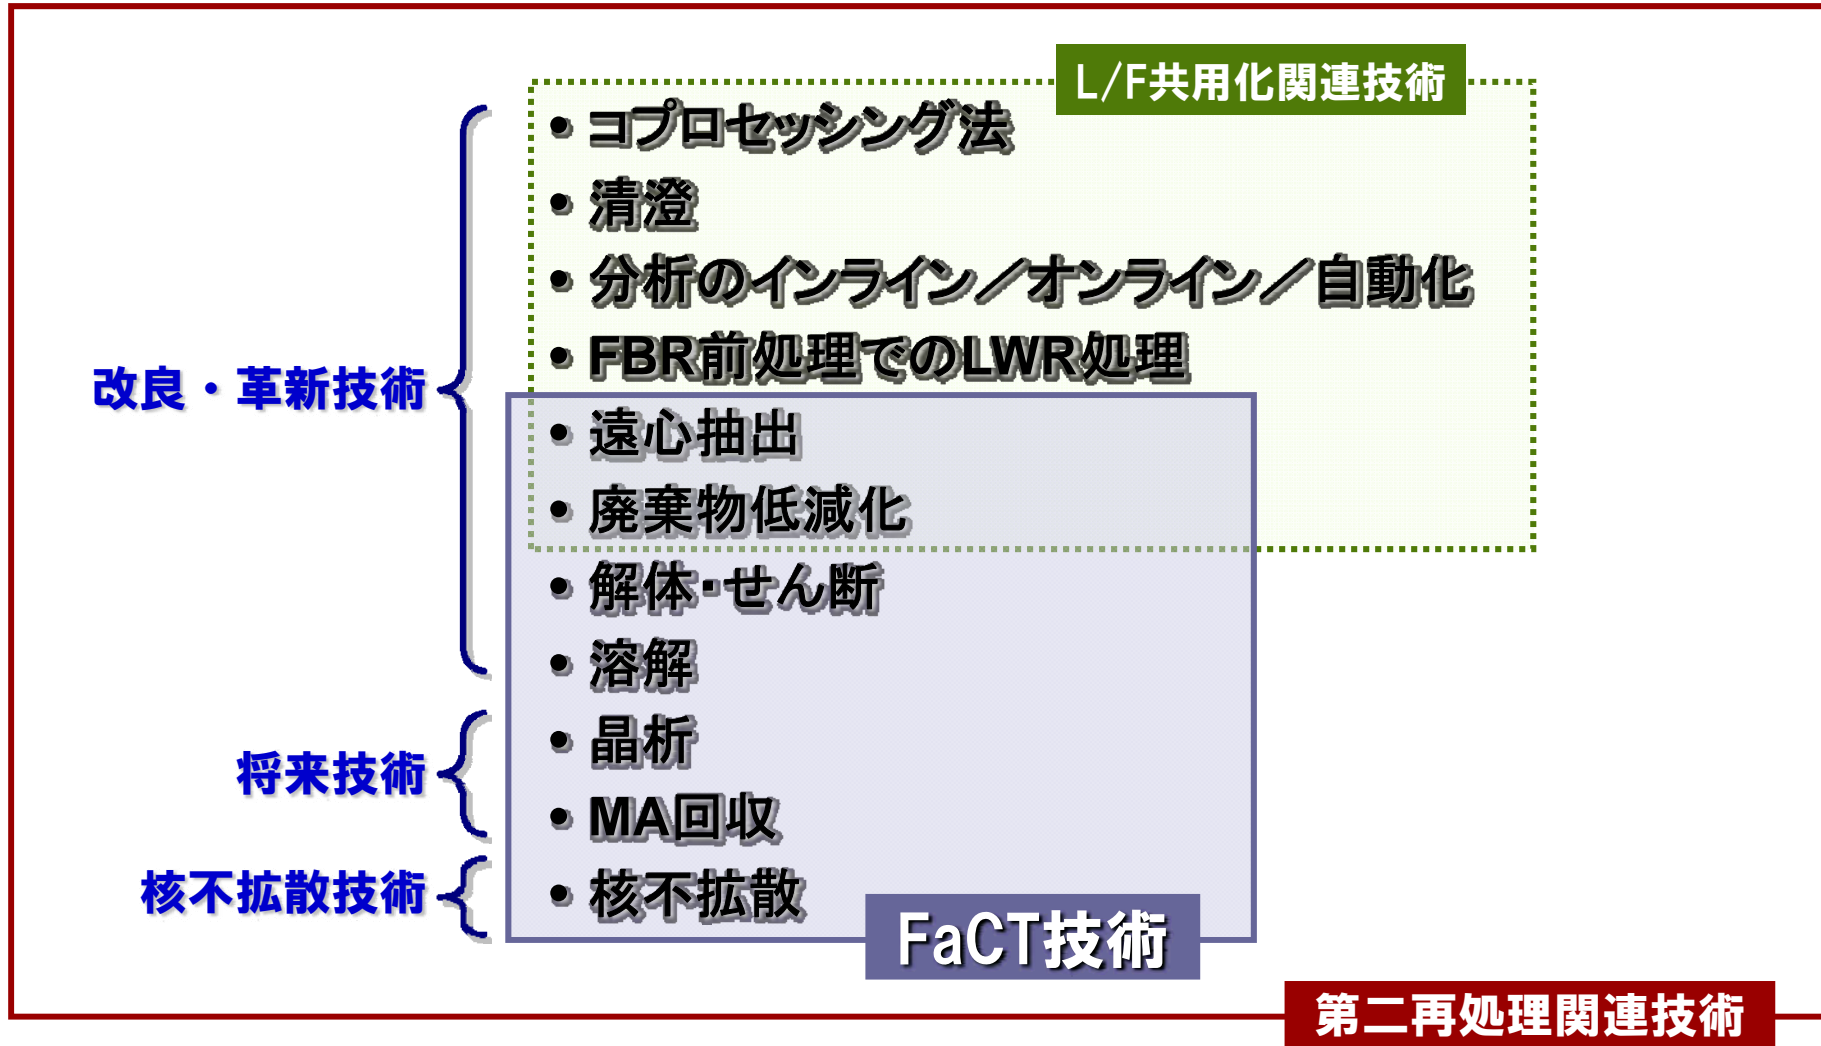 L/F共用化関連技術
• コプロセッシング法
• 清澄
• 分析のインライン／オンライン／自動化
• FBR前処理でのLWR処理
改良・革新技術
• 遠心抽出
• 廃棄物低減化
• 解体・せん断
• 溶解
• 晶析
将来技術
• MA回収
核不拡散技術
• 核不拡散
FaCT技術
第二再処理関連技術